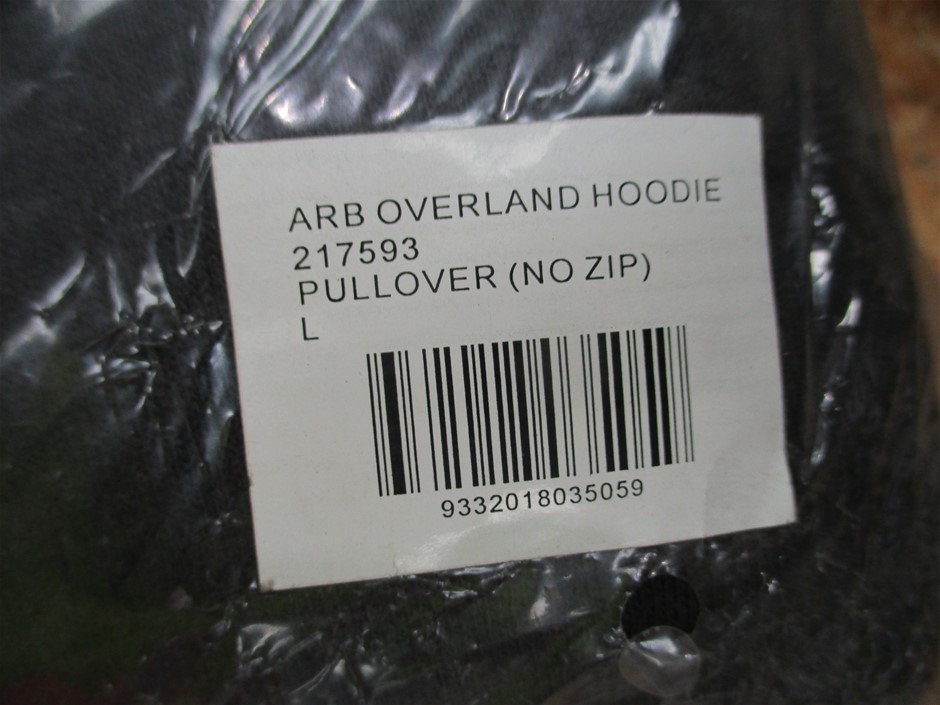 ARB OVERLAND HOODIE
217593
PULLOVER (NO ZIP)
L
9332018035059